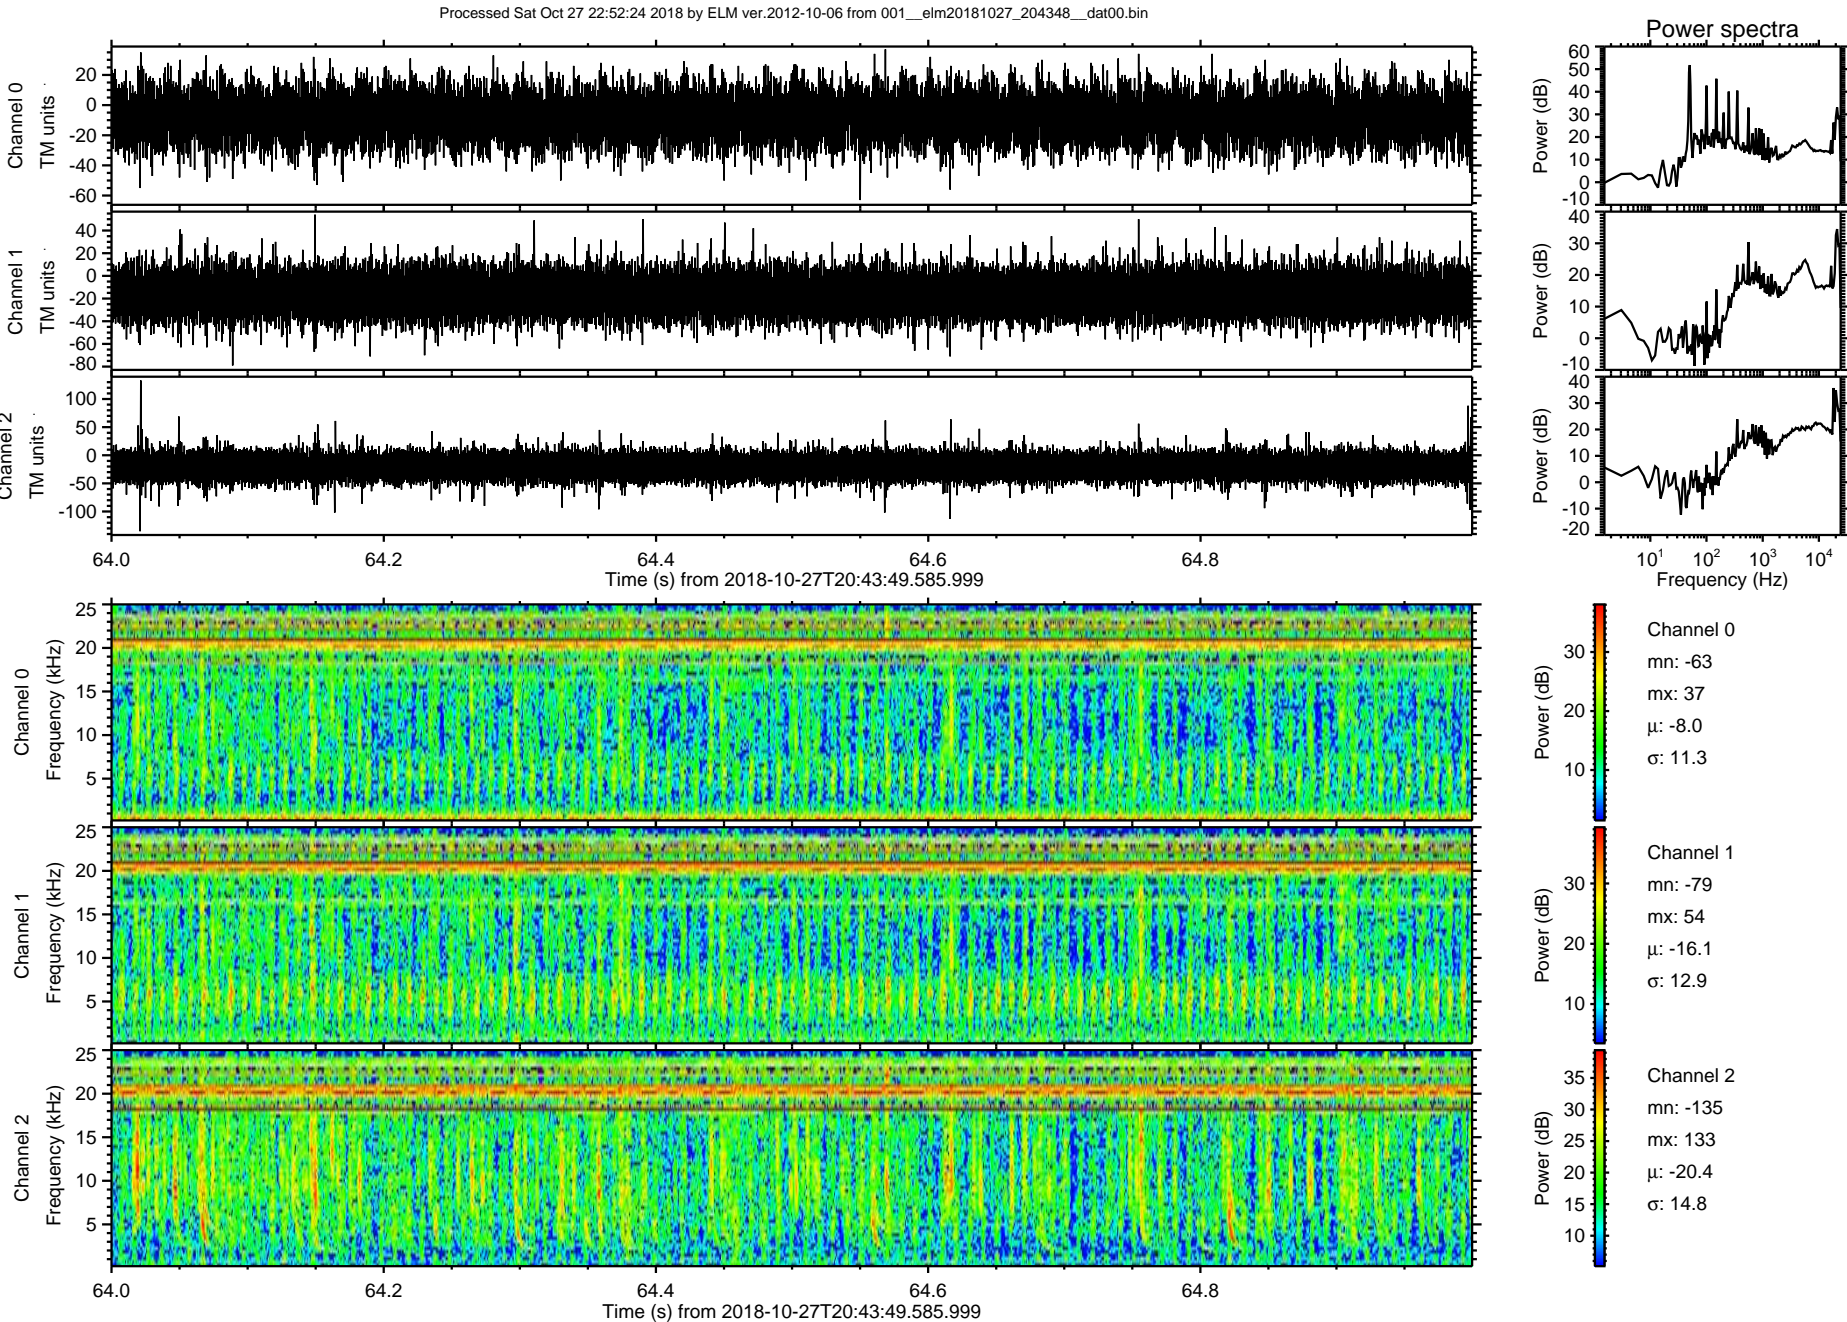 Processed Sat Oct 27 22:52:24 2018 by ELM ver.2012-10-06 from 001__elm20181027_204348__dat00.bin
Power spectra
Channel 0
TM units
20
0
-20
-40
-60
Power (dB)
60
50
40
30
20
10
0
-10
Channel 1
TM units
40
20
0
-20
-40
-60
-80
Power (dB)
40
30
20
10
0
-10
Channel 2
TM units
100
50
0
-50
-100
Power (dB)
40
30
20
10
0
-10
-20
64.0 64.2 64.4 64.6 64.8
Time (s) from 2018-10-27T20:43:49.585.999
10¹ 10² 10³ 10⁴
Frequency (Hz)
Channel 0
Frequency (kHz)
25
20
15
10
5
Power (dB)
30
20
10
Channel 0
mn: -63
mx: 37
μ: -8.0
σ: 11.3
Channel 1
Frequency (kHz)
25
20
15
10
5
Power (dB)
30
20
10
Channel 1
mn: -79
mx: 54
μ: -16.1
σ: 12.9
Channel 2
Frequency (kHz)
25
20
15
10
5
Power (dB)
35
30
25
20
15
10
Channel 2
mn: -135
mx: 133
μ: -20.4
σ: 14.8
64.0 64.2 64.4 64.6 64.8
Time (s) from 2018-10-27T20:43:49.585.999